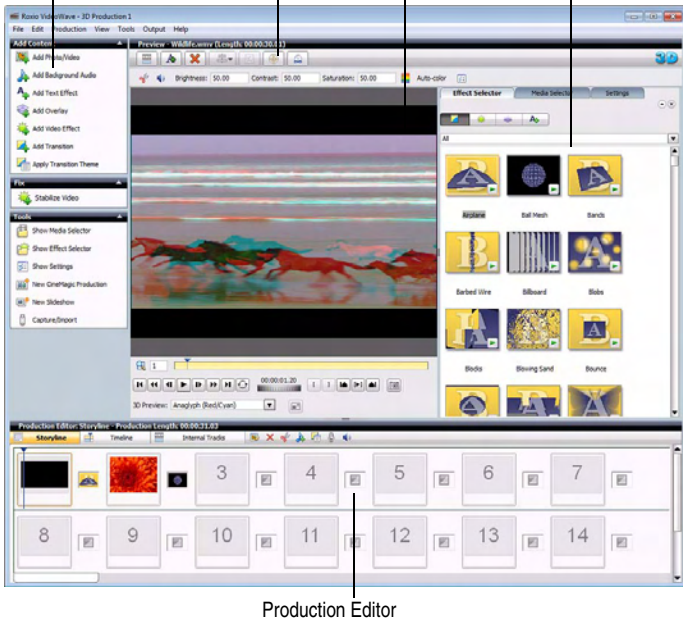 Roxio VideoWave - 3D Production 1
File Edit Production View Tools Output Help
Add Content
Add Photo/Video
Add Background Audio
Add Text Effect
Add Overlay
Add Video Effect
Add Transition
Apply Transition Theme
Fix
Stabilize Video
Tools
Show Media Selector
Show Effect Selector
Show Settings
New CineMagic Production
New Slideshow
Capture/Import
Preview - Wildlife.wmv (Length: 00:00:30.03)
3D
Brightness: 50.00 Contrast: 50.00 Saturation: 50.00 Auto-color
1
00:00:01.20
3D Preview: Anaglyph (Red/Cyan)
Effect Selector Media Selector Settings
All
Airplane Ball Mesh Bands
Barbed Wire Billboard Blobs
Blocks Blowing Sand Bounce
Production Editor: Storyline - Production Length: 00:00:31.03
Storyline Timeline Internal Tracks
3 4 5 6 7
8 9 10 11 12 13 14
Production Editor